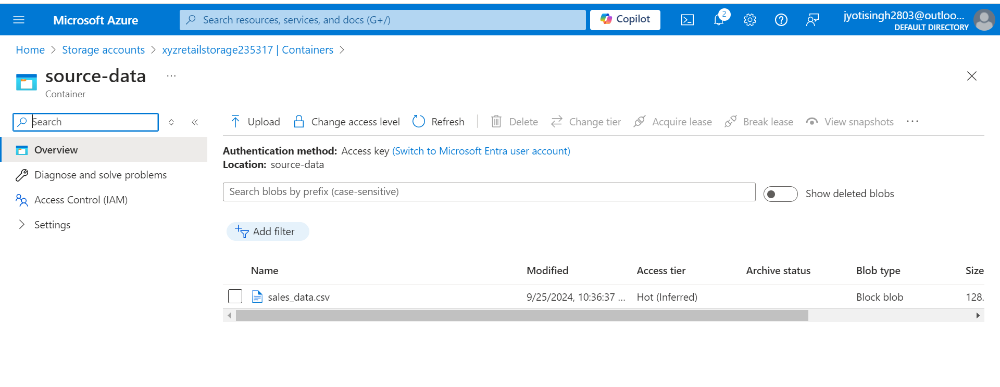 Microsoft Azure
Search resources, services, and docs (G+/)
Copilot
2
jyotisingh2803@outloo...
DEFAULT DIRECTORY
Home > Storage accounts > xyzretailstorage235317 | Containers >
source-data ...
Container
Search
Upload Change access level Refresh Delete Change tier Acquire lease Break lease View snapshots ...
Overview
Diagnose and solve problems
Access Control (IAM)
Settings
Authentication method: Access key (Switch to Microsoft Entra user account)
Location: source-data
Search blobs by prefix (case-sensitive)
Show deleted blobs
Add filter
Name Modified Access tier Archive status Blob type Size
sales_data.csv 9/25/2024, 10:36:37 ... Hot (Inferred) Block blob 128.